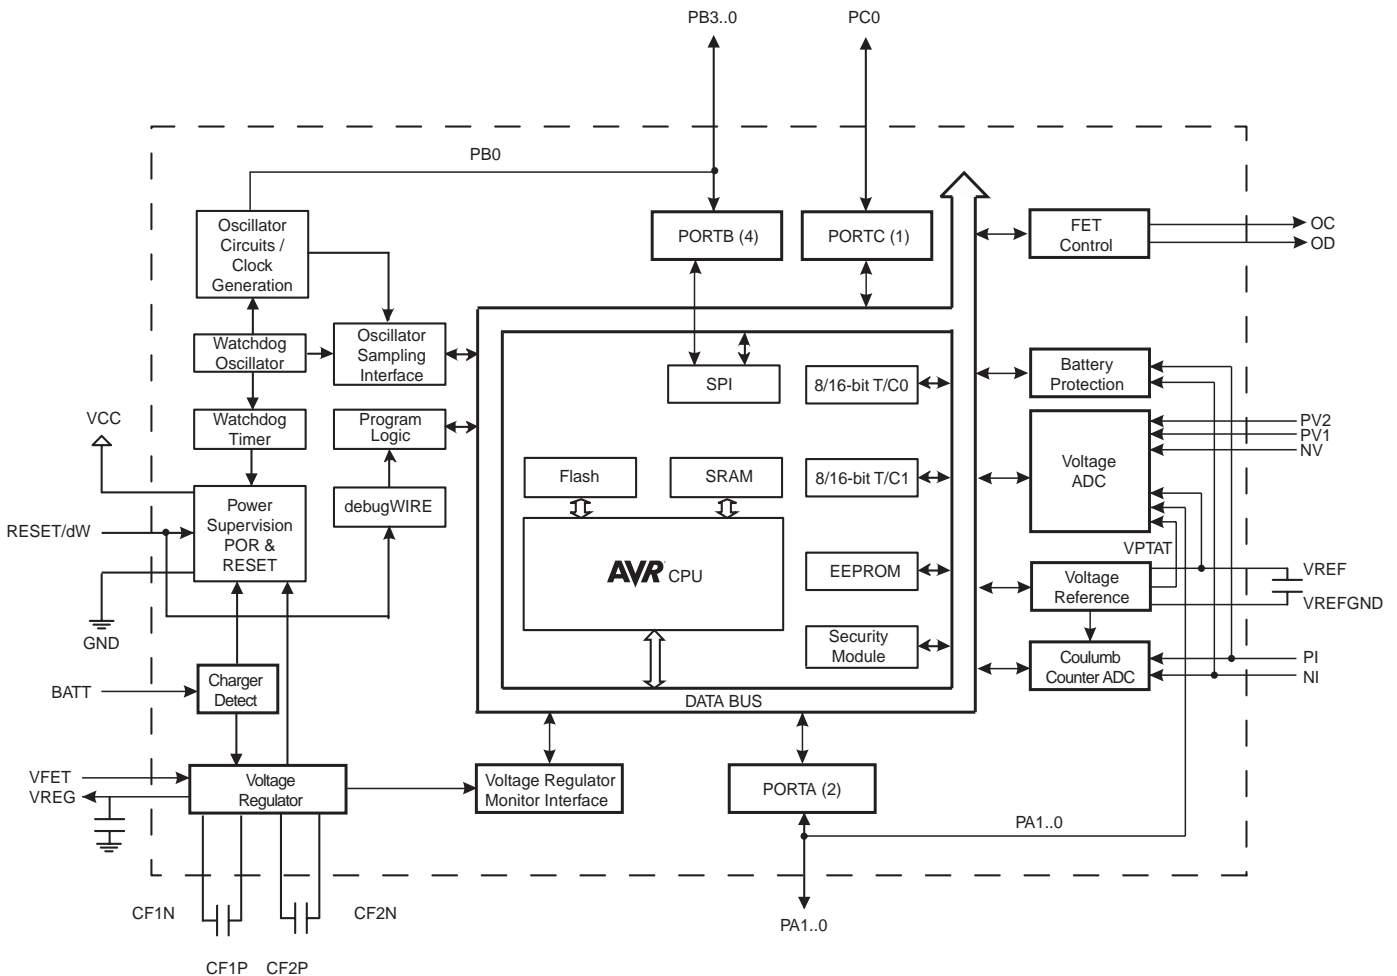 PB3..0
PC0
PB0
Oscillator
Circuits /
Clock
Generation
PORTB (4)
PORTC (1)
FET
Control
OC
OD
Watchdog
Oscillator
Oscillator
Sampling
Interface
SPI
8/16-bit T/C0
Battery
Protection
VCC
Watchdog
Timer
Program
Logic
PV2
PV1
NV
Voltage
ADC
Flash
SRAM
8/16-bit T/C1
Power
Supervision
POR &
RESET
debugWIRE
RESET/dW
VPTAT
AVR CPU
EEPROM
Voltage
Reference
VREF
VREFGND
GND
Security
Module
Coulumb
Counter ADC
PI
NI
BATT
Charger
Detect
DATA BUS
VFET
VREG
Voltage
Regulator
Voltage Regulator
Monitor Interface
PORTA (2)
PA1..0
CF1N
CF2N
PA1..0
CF1P
CF2P